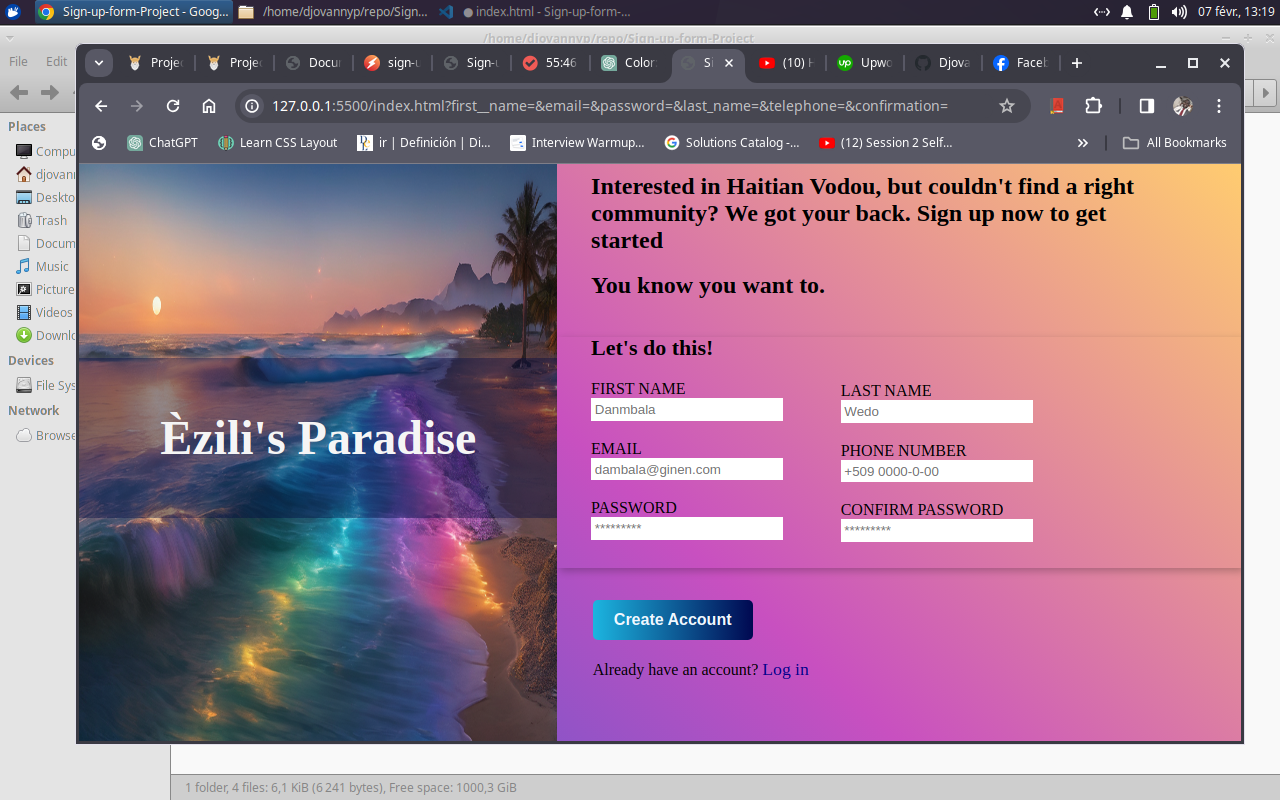 Sign-up-form-Project - Goog...
/home/djovannyp/repo/Sign...
index.html - Sign-up-form-...
07 févr., 13:19
/home/djovannyp/repo/Sign-up-form-Project
File Edit
Projec
Projec
Docur
sign-u
Sign-u
55:46
Color:
(10) H
Upwo
Djova
Faceb
127.0.0.1:5500/index.html?first__name=&email=&password=&last_name=&telephone=&confirmation=
ChatGPT
Learn CSS Layout
ir | Definición | Di...
Interview Warmup...
Solutions Catalog -...
(12) Session 2 Self...
All Bookmarks
Places
Compu
djovann
Deskto
Trash
Docum
Music
Picture
Videos
Downlo
Devices
File Sys
Network
Browse
Èzili's Paradise
Interested in Haitian Vodou, but couldn't find a right
community? We got your back. Sign up now to get
started
You know you want to.
Let's do this!
FIRST NAME
LAST NAME
Danmbala
Wedo
EMAIL
PHONE NUMBER
dambala@ginen.com
+509 0000-0-00
PASSWORD
CONFIRM PASSWORD
*********
*********
Create Account
Already have an account? Log in
1 folder, 4 files: 6,1 KiB (6 241 bytes), Free space: 1000,3 GiB